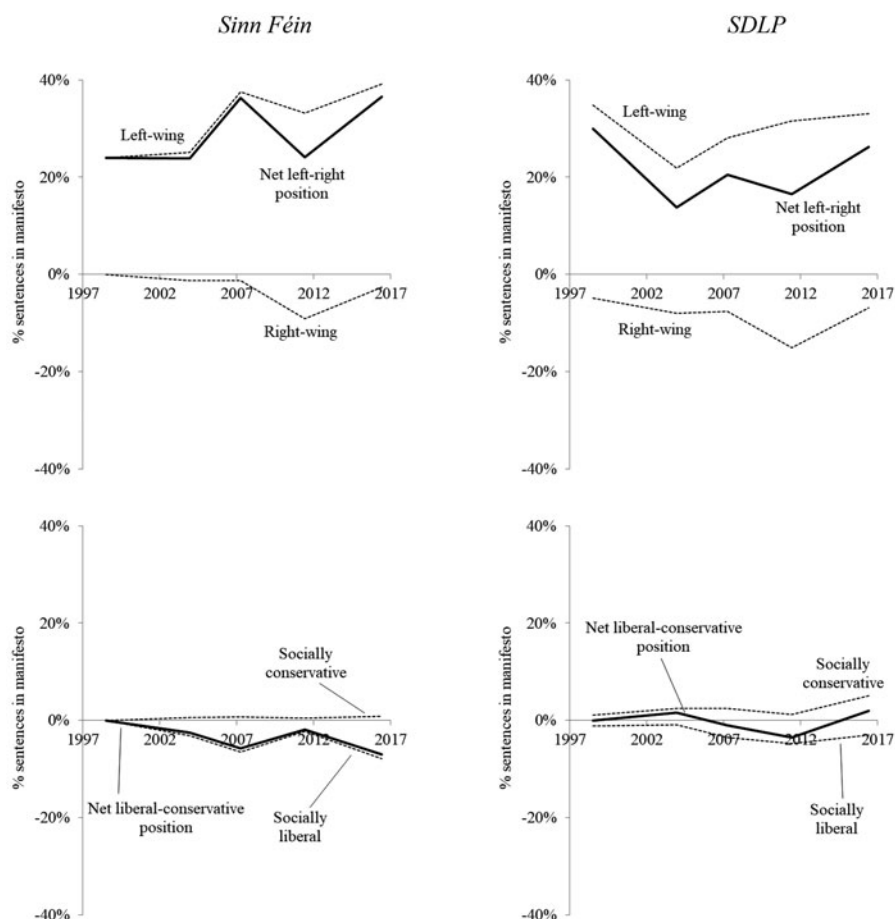 Sinn Féin
SDLP
% sentences in manifesto
40%
20%
0%
-20%
-40%
1997 2002 2007 2012 2017
Left-wing
Net left-right
position
Right-wing
% sentences in manifesto
40%
20%
0%
-20%
-40%
1997 2002 2007 2012 2017
Left-wing
Net left-right
position
Right-wing
% sentences in manifesto
40%
20%
0%
-20%
-40%
1997 2002 2007 2012 2017
Socially
conservative
Net liberal-conservative
position
Socially
liberal
% sentences in manifesto
40%
20%
0%
-20%
-40%
1997 2002 2007 2012 2017
Net liberal-conservative
position
Socially
conservative
Socially
liberal